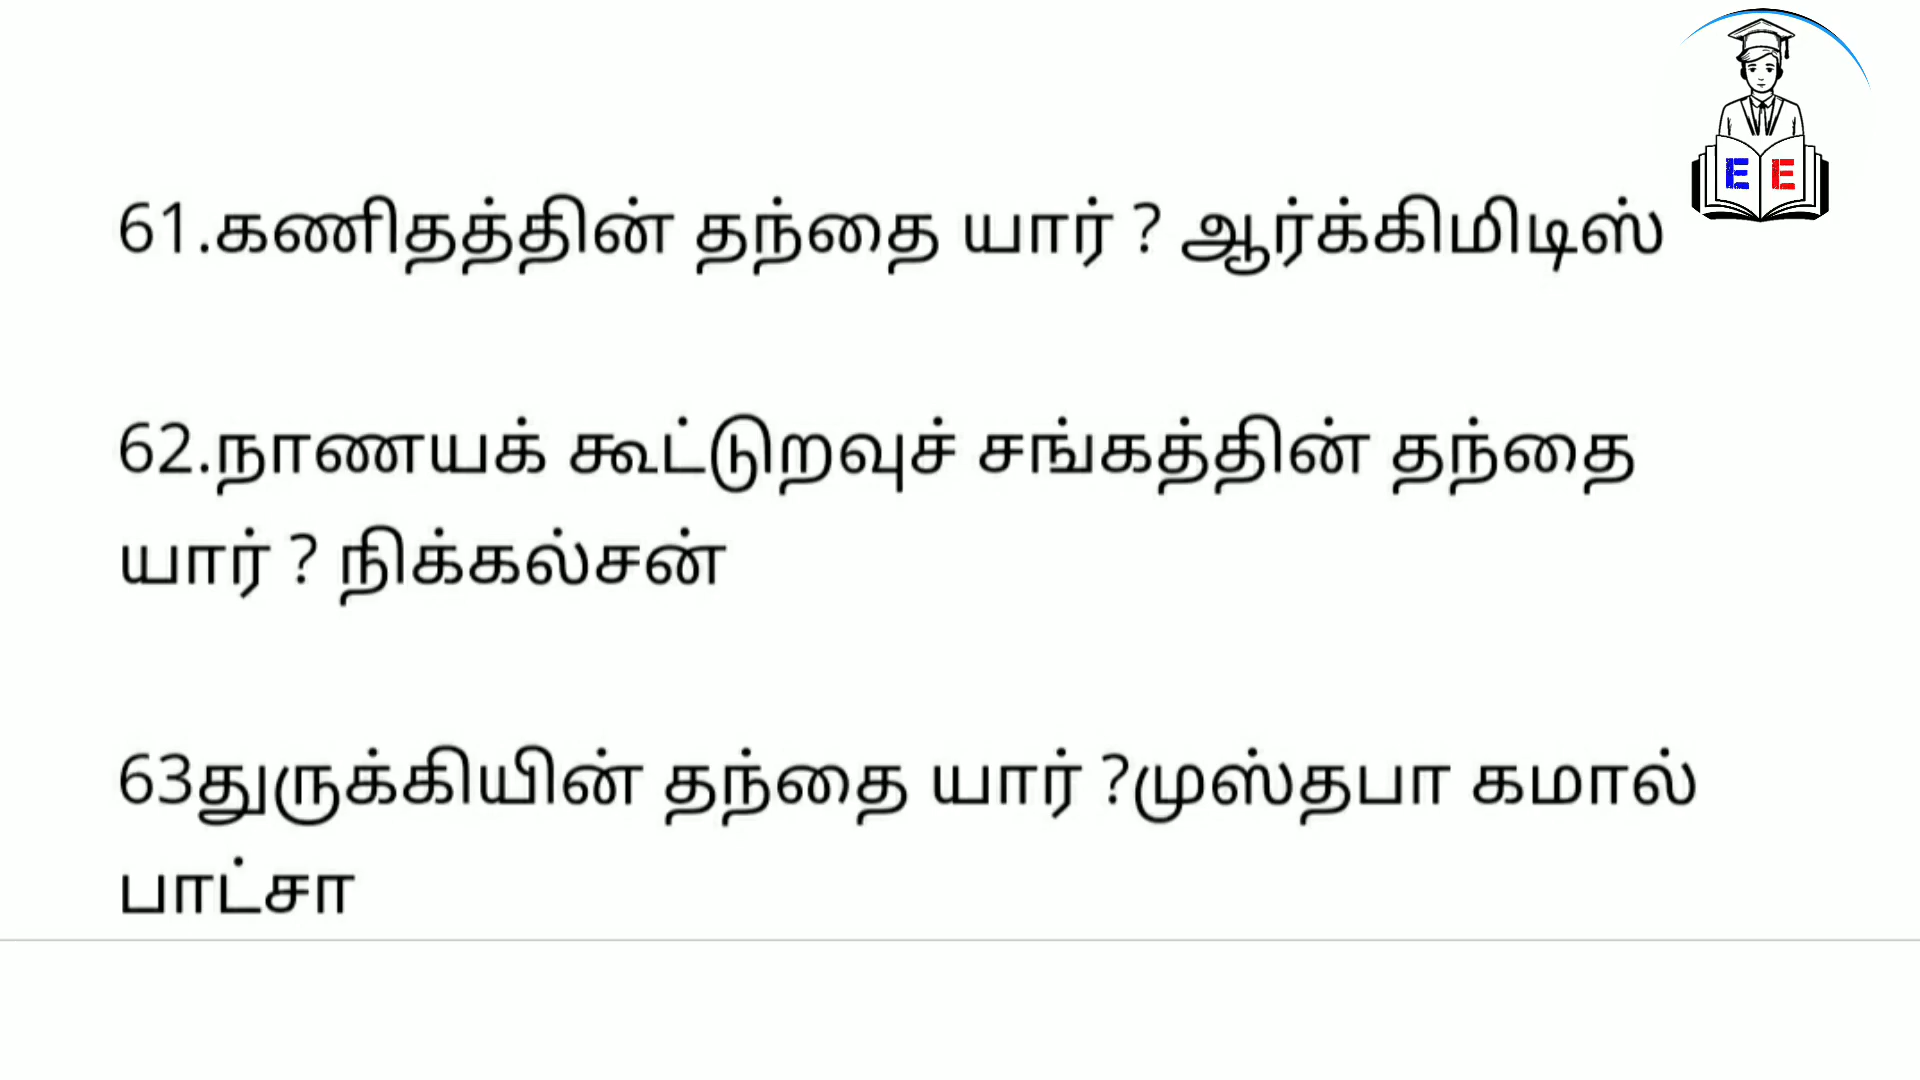 E E
61.கணிதத்தின் தந்தை யார் ? ஆர்க்கிமிடிஸ்
62.நாணயக் கூட்டுறவுச் சங்கத்தின் தந்தை
யார் ? நிக்கல்சன்
63துருக்கியின் தந்தை யார் ?முஸ்தபா கமால்
பாட்சா